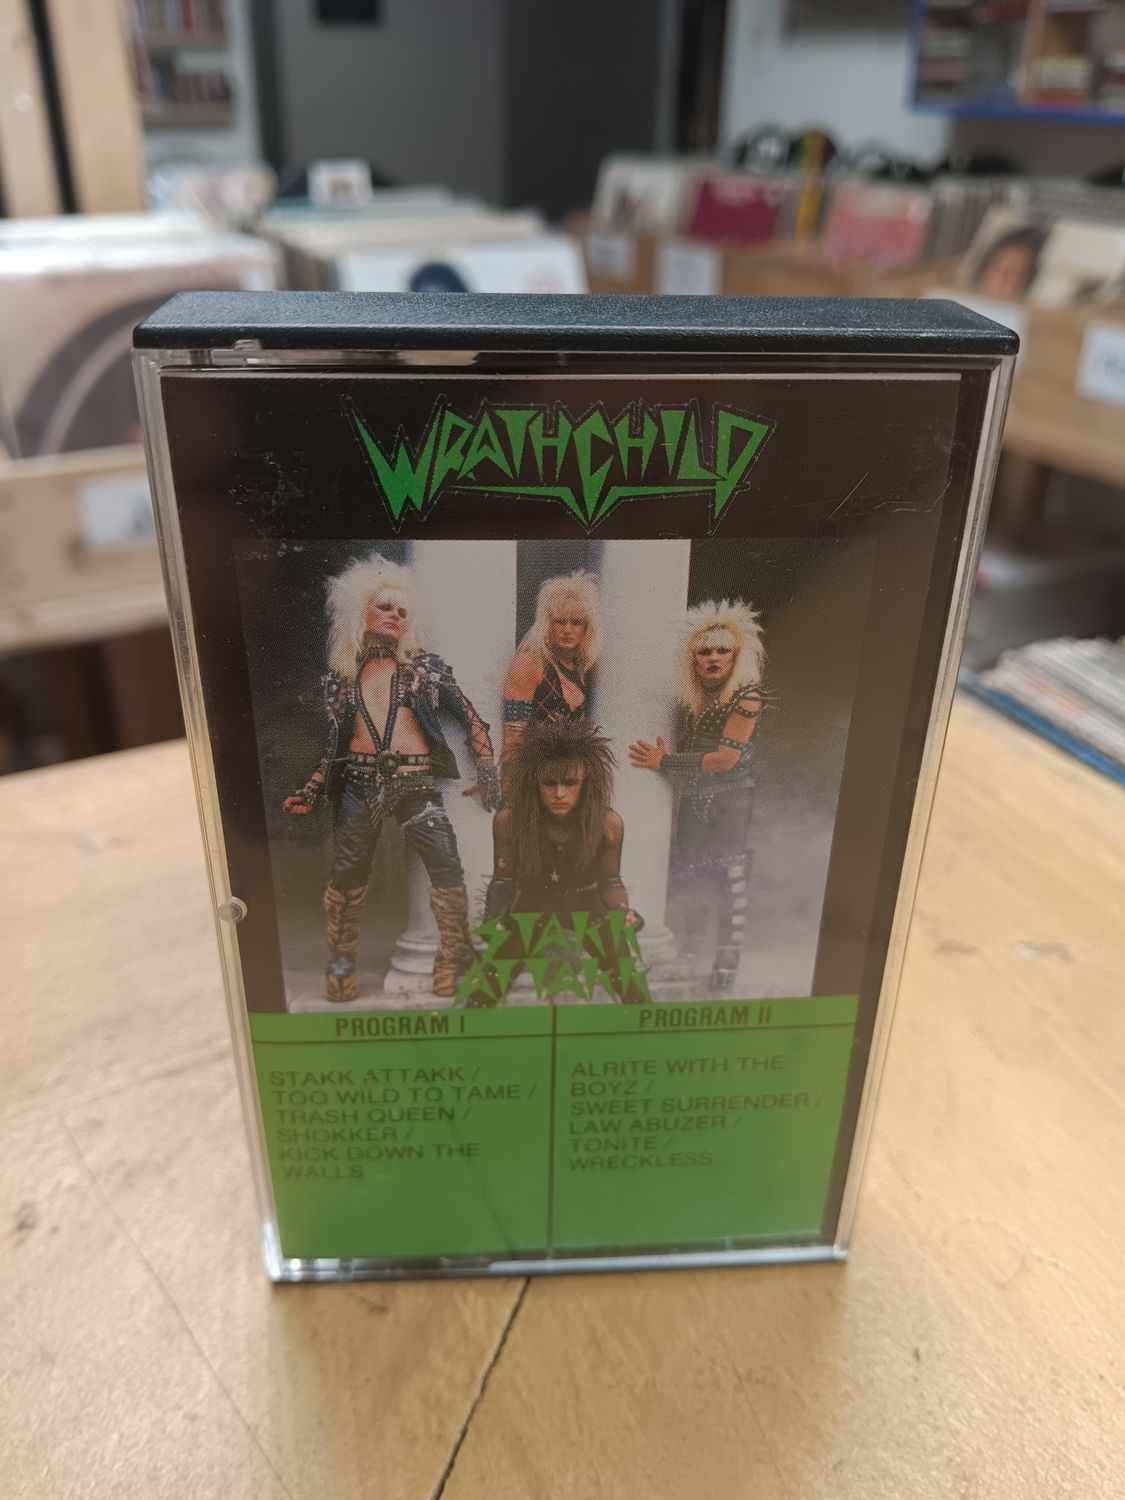 WRATHCHILD
STAKK
ATTAKK
PROGRAM I
STAKK ATTAKK /
TOO WILD TO TAME /
TRASH QUEEN /
SHOKKER /
KICK DOWN THE
WALLS
PROGRAM II
ALRITE WITH THE
BOYZ /
SWEET SURRENDER /
LAW ABUZER /
TONITE /
WRECKLESS